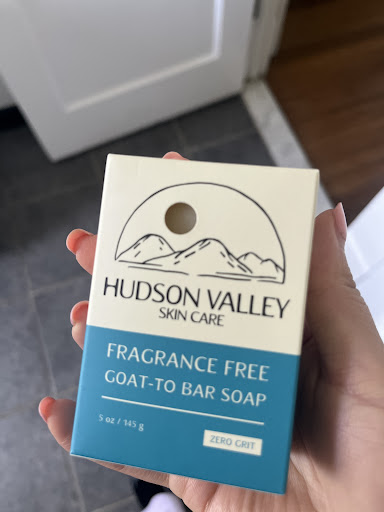 HUDSON VALLEY
SKIN CARE
FRAGRANCE FREE
GOAT-TO BAR SOAP
5 oz / 145 g
ZERO GRIT